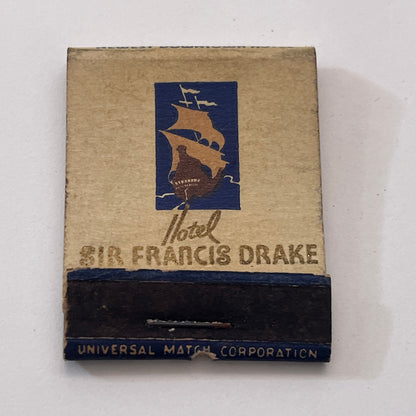 Hotel
SIR FRANCIS DRAKE
UNIVERSAL MATCH CORPORATION